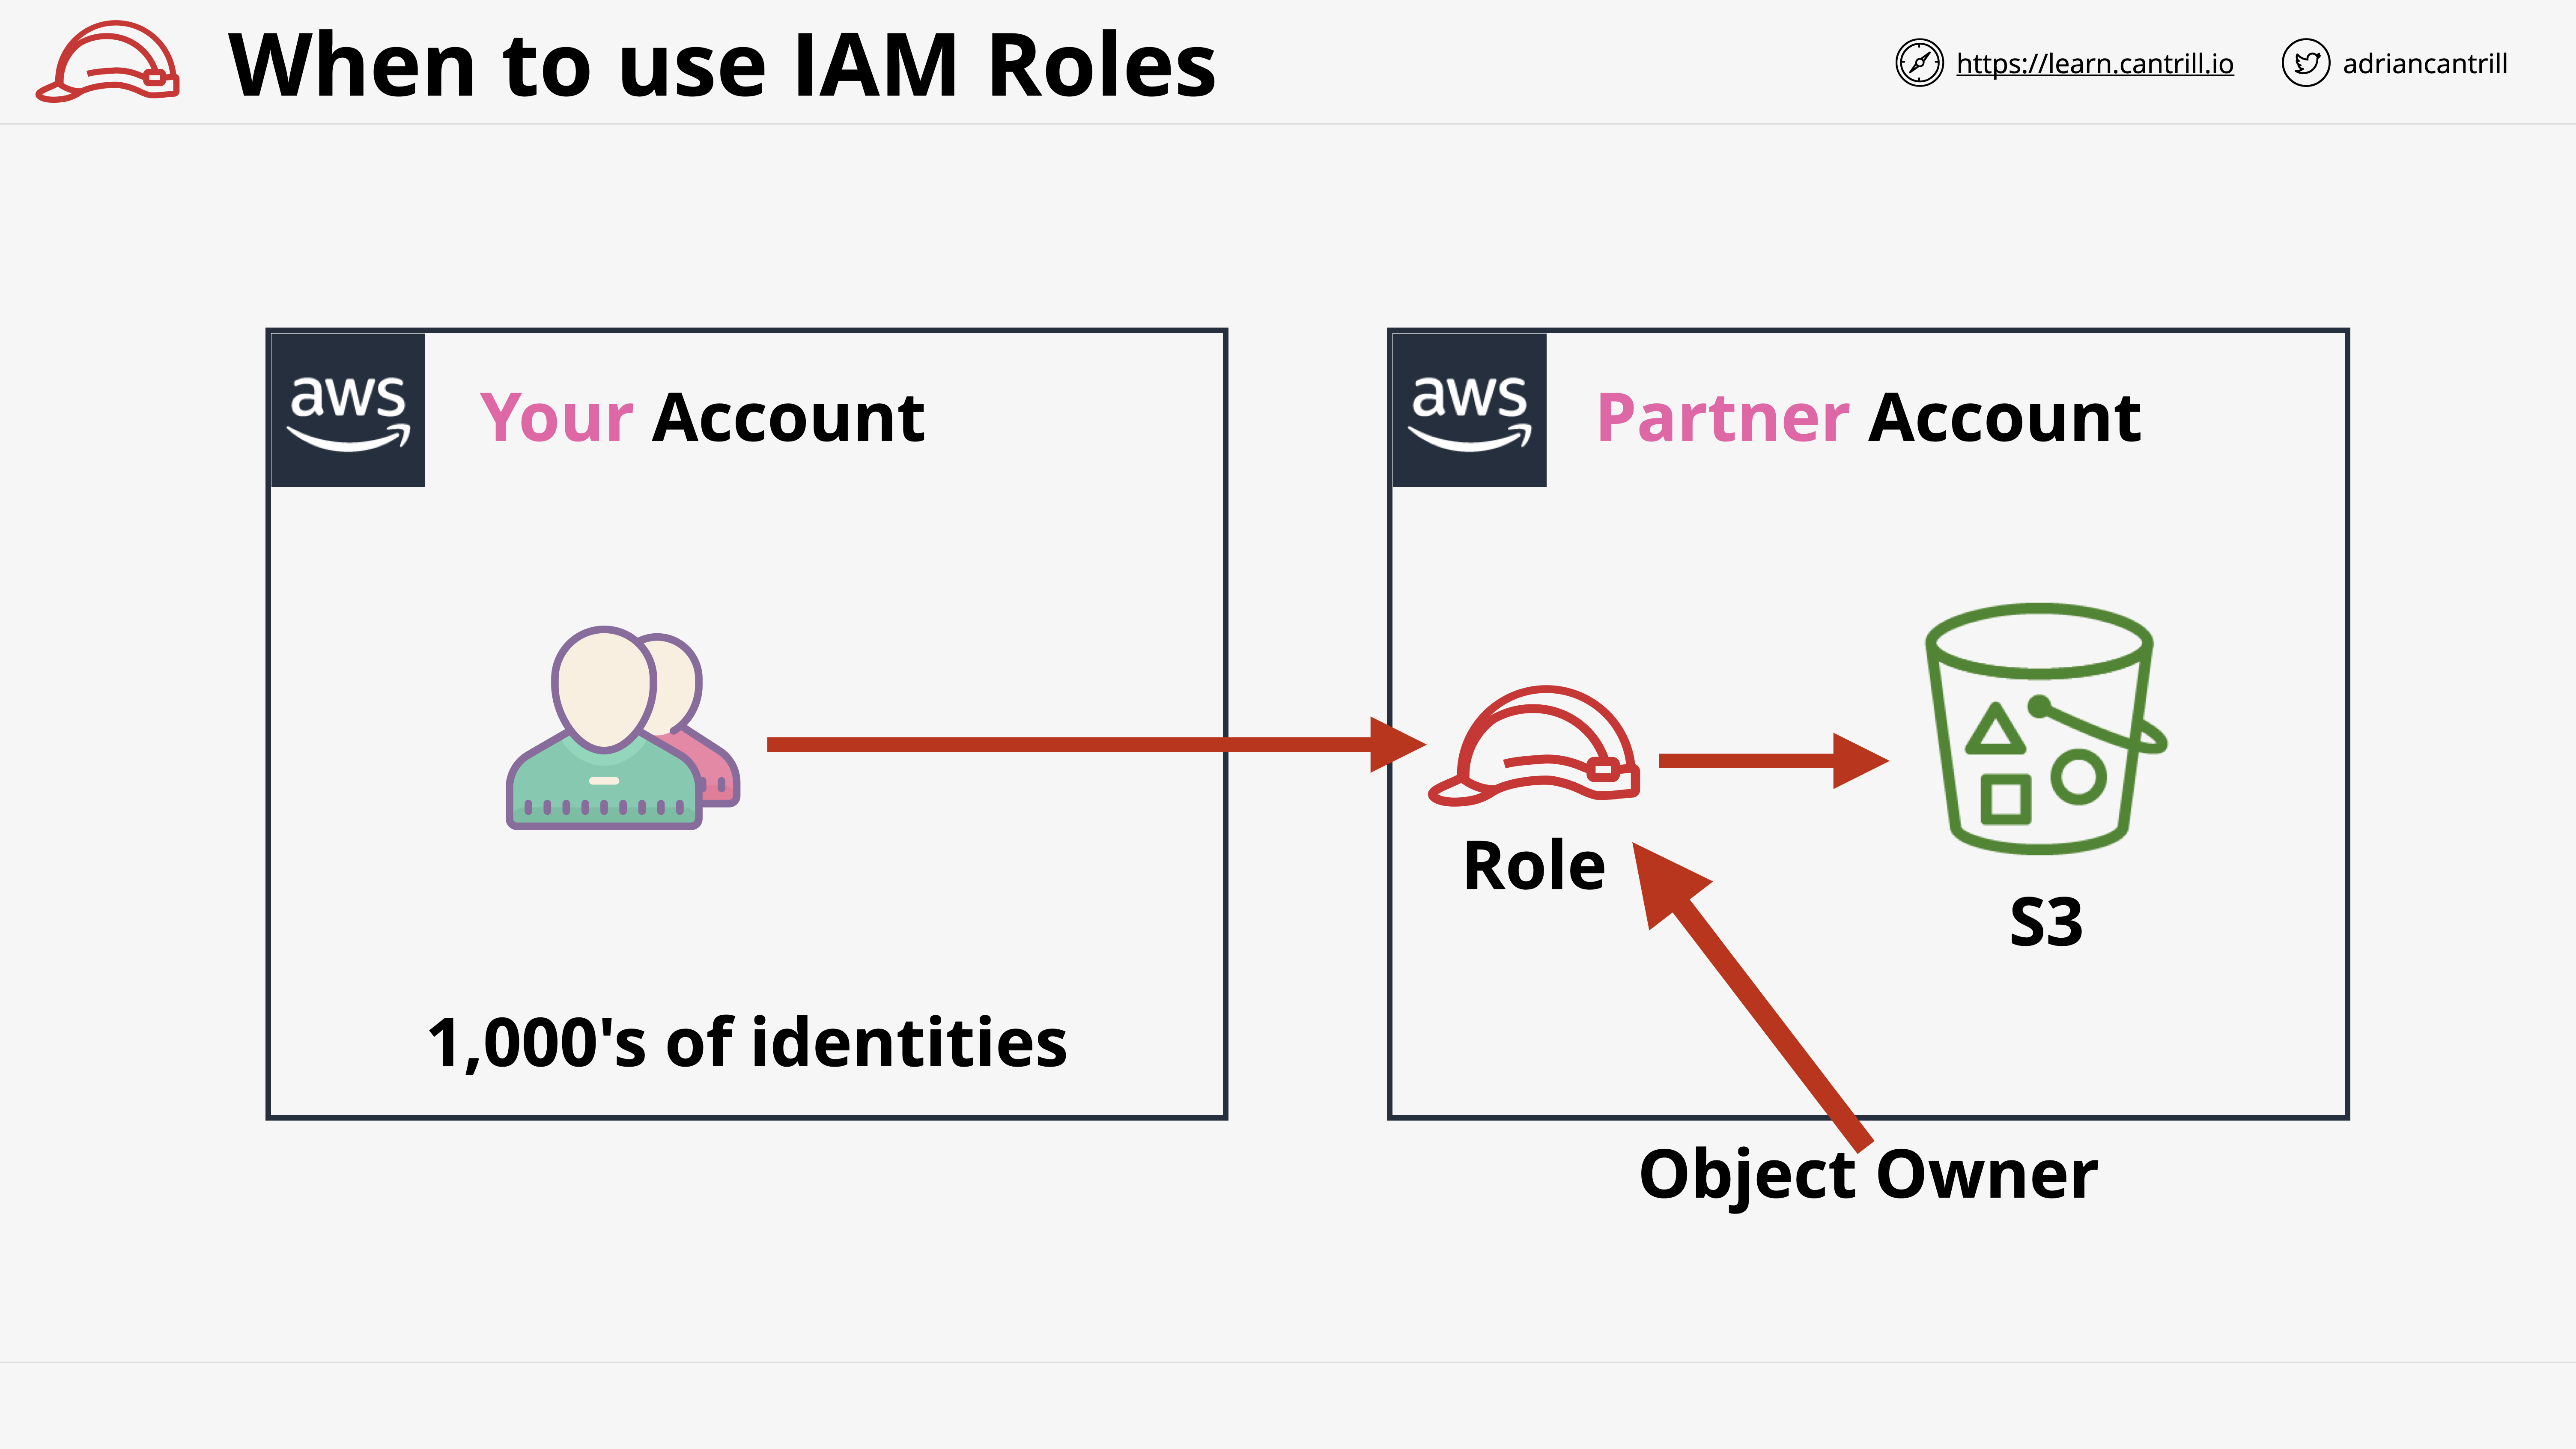 When to use IAM Roles
https://learn.cantrill.io
adriancantrill
aws
Your Account
aws
Partner Account
Role
S3
1,000's of identities
Object Owner